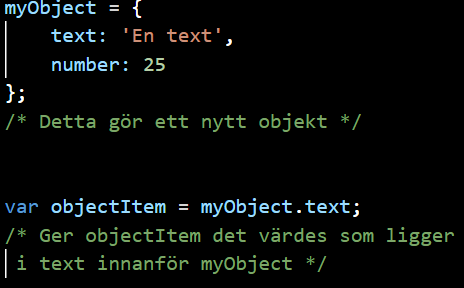 myObject = {
    text: 'En text',
    number: 25
};
/* Detta gör ett nytt objekt */
var objectItem = myObject.text;
/* Ger objectItem det värdes som ligger
 i text innanför myObject */